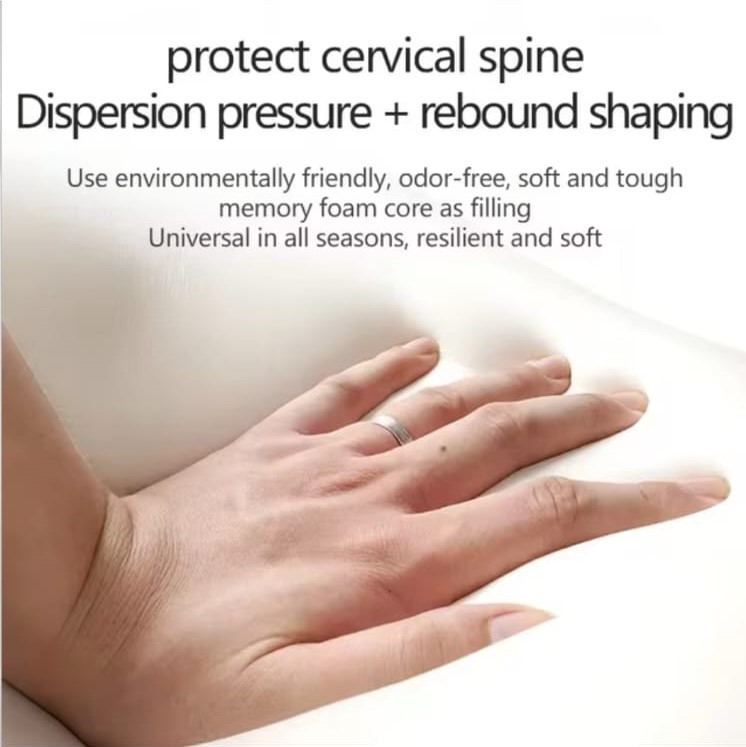 protect cervical spine
Dispersion pressure + rebound shaping
Use environmentally friendly, odor-free, soft and tough
memory foam core as filling
Universal in all seasons, resilient and soft